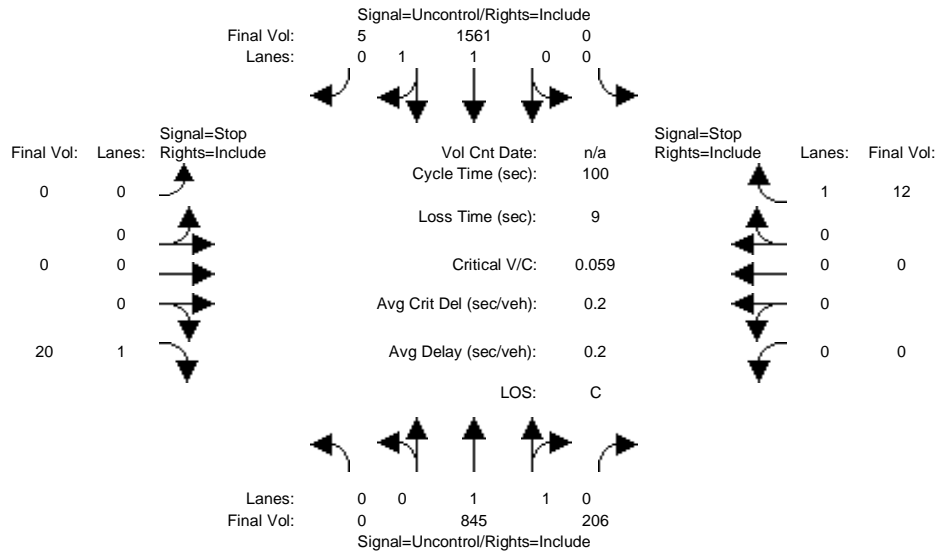 Signal=Uncontrol/Rights=Include
Final Vol: 5 1561 0
Lanes: 0 1 1 0 0
Signal=Stop
Final Vol: Lanes: Rights=Include
Vol Cnt Date: n/a
Signal=Stop
Rights=Include Lanes: Final Vol:
Cycle Time (sec): 100
0 0
1 12
Loss Time (sec): 9
0
0
0 0
Critical V/C: 0.059
0 0
0
Avg Crit Del (sec/veh): 0.2
0
20 1
Avg Delay (sec/veh): 0.2
0 0
LOS: C
Lanes: 0 0 1 1 0
Final Vol: 0 845 206
Signal=Uncontrol/Rights=Include